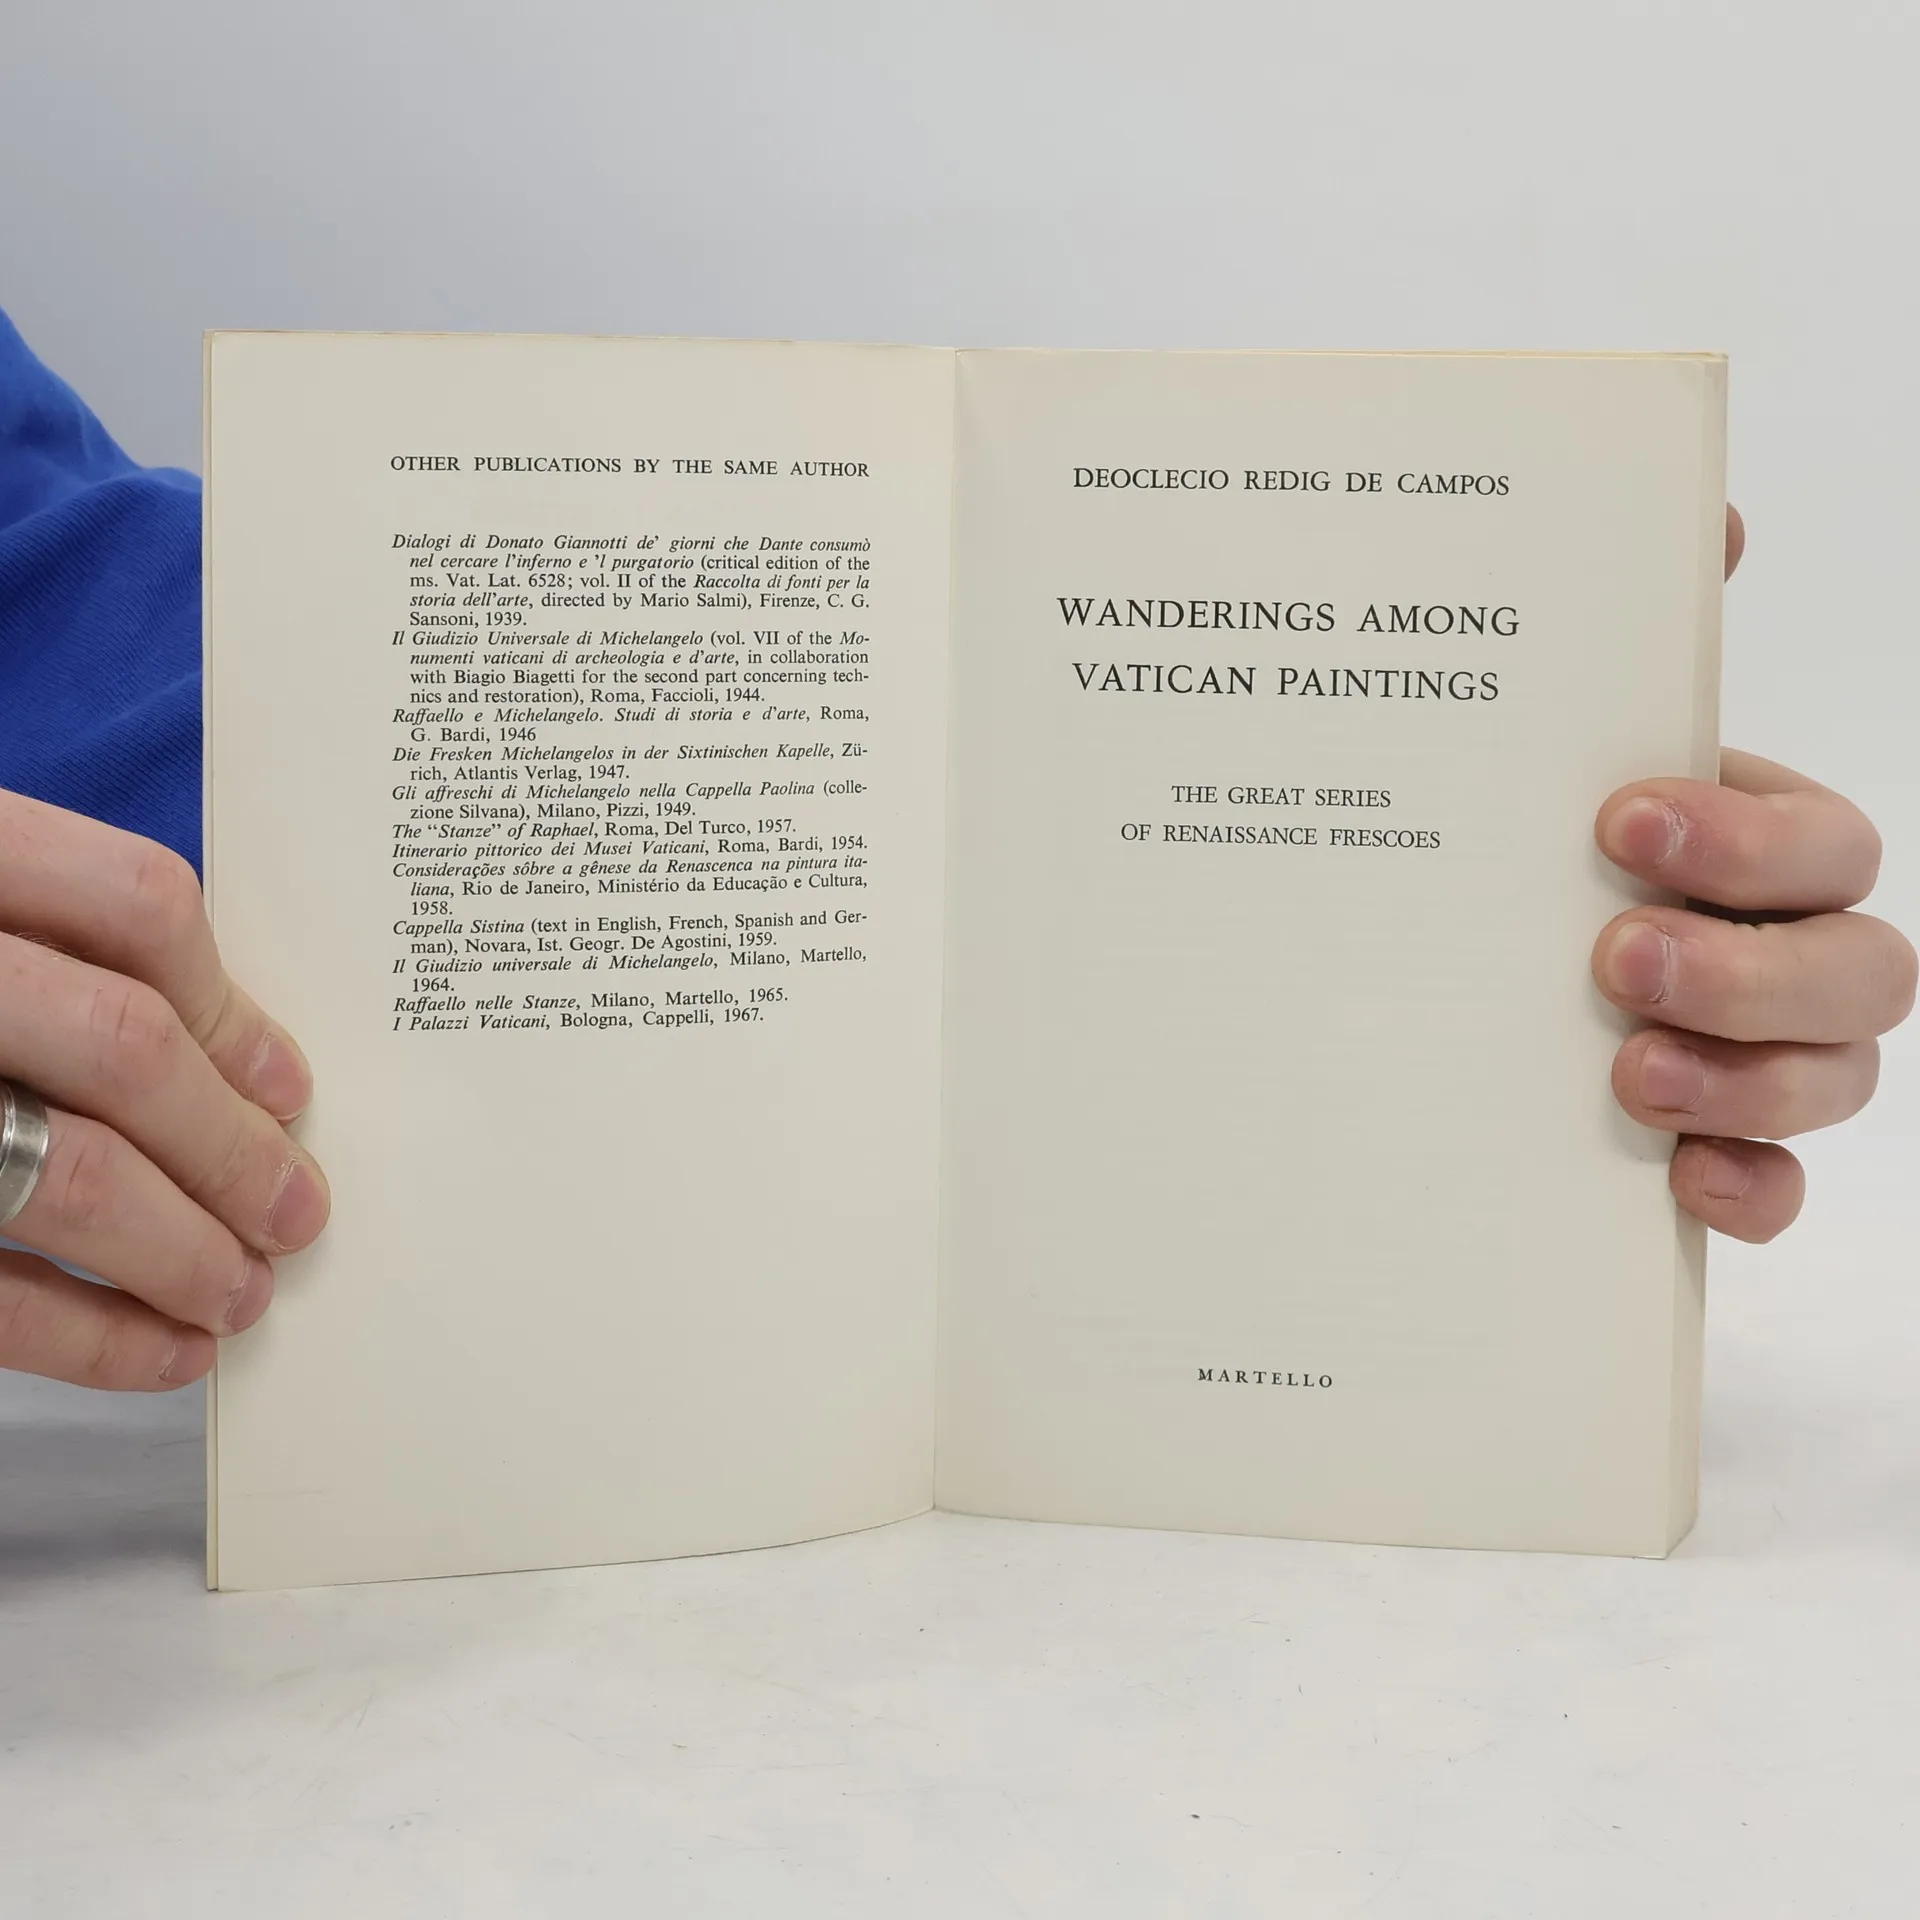 OTHER PUBLICATIONS BY THE SAME AUTHOR
Dialogi di Donato Giannotti de' giorni che Dante consumò
nel cercare l'inferno e 'l purgatorio (critical edition of the
ms. Vat. Lat. 6528; vol. II of the Raccolta di fonti per la
storia dell'arte, directed by Mario Salmi), Firenze, C. G.
Sansoni, 1939.
Il Giudizio Universale di Michelangelo (vol. VII of the Mo-
numenti vaticani di archeologia e d'arte, in collaboration
with Biagio Biagetti for the second part concerning tech-
nics and restoration), Roma, Faccioli, 1944.
Raffaello e Michelangelo. Studi di storia e d'arte, Roma,
G. Bardi, 1946
Die Fresken Michelangelos in der Sixtinischen Kapelle, Zü-
rich, Atlantis Verlag, 1947.
Gli affreschi di Michelangelo nella Cappella Paolina (colle-
zione Silvana), Milano, Pizzi, 1949.
The “Stanze” of Raphael, Roma, Del Turco, 1957.
Itinerario pittorico dei Musei Vaticani, Roma, Bardi, 1954.
Considerações sôbre a gênese da Renascenca na pintura ita-
liana, Rio de Janeiro, Ministério da Educação e Cultura,
1958.
Cappella Sistina (text in English, French, Spanish and Ger-
man), Novara, Ist. Geogr. De Agostini, 1959.
Il Giudizio universale di Michelangelo, Milano, Martello,
1964.
Raffaello nelle Stanze, Milano, Martello, 1965.
I Palazzi Vaticani, Bologna, Cappelli, 1967.
DEOCLECIO REDIG DE CAMPOS
WANDERINGS AMONG
VATICAN PAINTINGS
THE GREAT SERIES
OF RENAISSANCE FRESCOES
MARTELLO